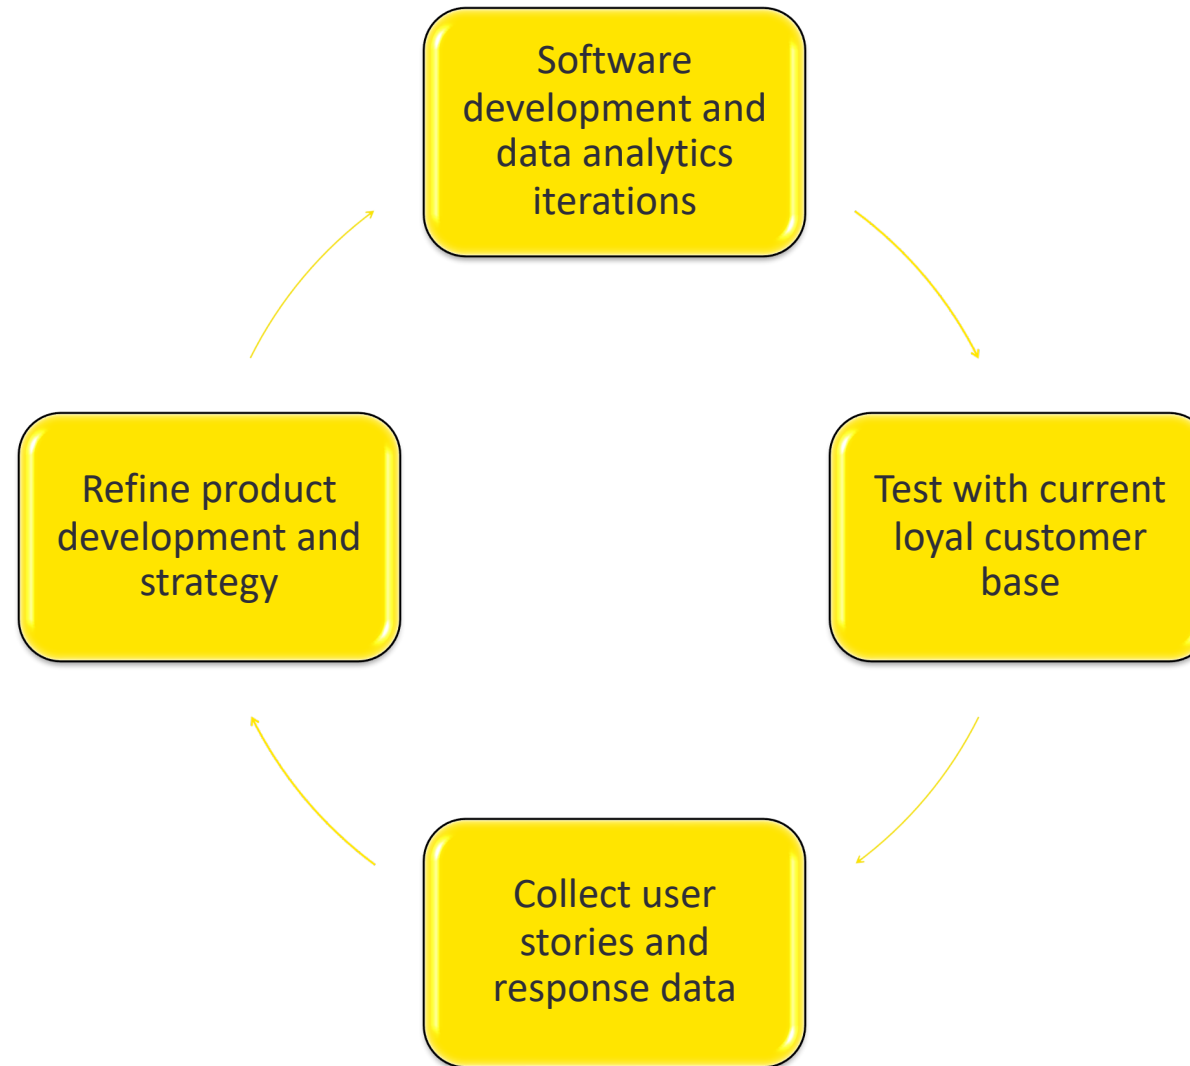 Software
development and
data analytics
iterations
Refine product
development and
strategy
Test with current
loyal customer
base
Collect user
stories and
response data